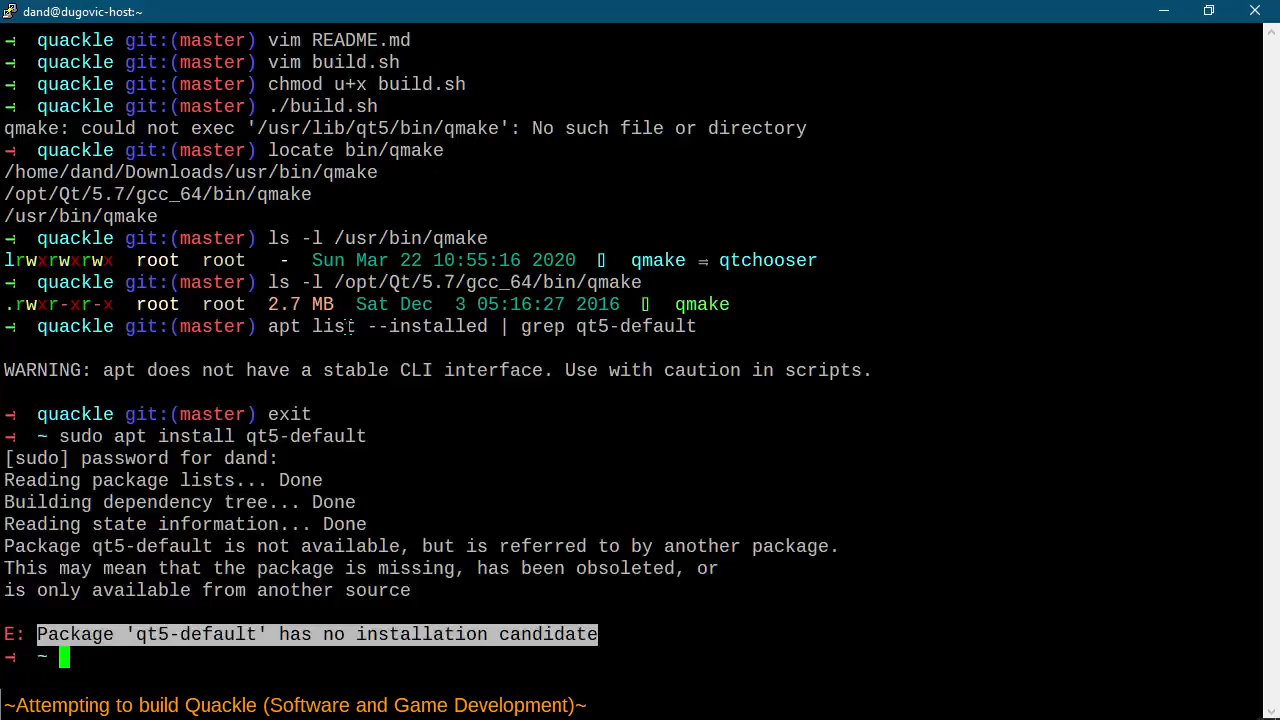 dand@dugovic-host:~
quackle git:(master) vim README.md
quackle git:(master) vim build.sh
quackle git:(master) chmod u+x build.sh
quackle git:(master) ./build.sh
qmake: could not exec '/usr/lib/qt5/bin/qmake': No such file or directory
quackle git:(master) locate bin/qmake
/home/dand/Downloads/usr/bin/qmake
/opt/Qt/5.7/gcc_64/bin/qmake
/usr/bin/qmake
quackle git:(master) ls -l /usr/bin/qmake
lrwxrwxrwx  root  root   -  Sun Mar 22 10:55:16 2020  ▯  qmake ⇒ qtchooser
quackle git:(master) ls -l /opt/Qt/5.7/gcc_64/bin/qmake
.rwxr-xr-x  root  root  2.7 MB  Sat Dec  3 05:16:27 2016  ▯  qmake
quackle git:(master) apt list --installed | grep qt5-default
WARNING: apt does not have a stable CLI interface. Use with caution in scripts.
quackle git:(master) exit
~ sudo apt install qt5-default
[sudo] password for dand:
Reading package lists... Done
Building dependency tree... Done
Reading state information... Done
Package qt5-default is not available, but is referred to by another package.
This may mean that the package is missing, has been obsoleted, or
is only available from another source
E: Package 'qt5-default' has no installation candidate
~
~Attempting to build Quackle (Software and Game Development)~